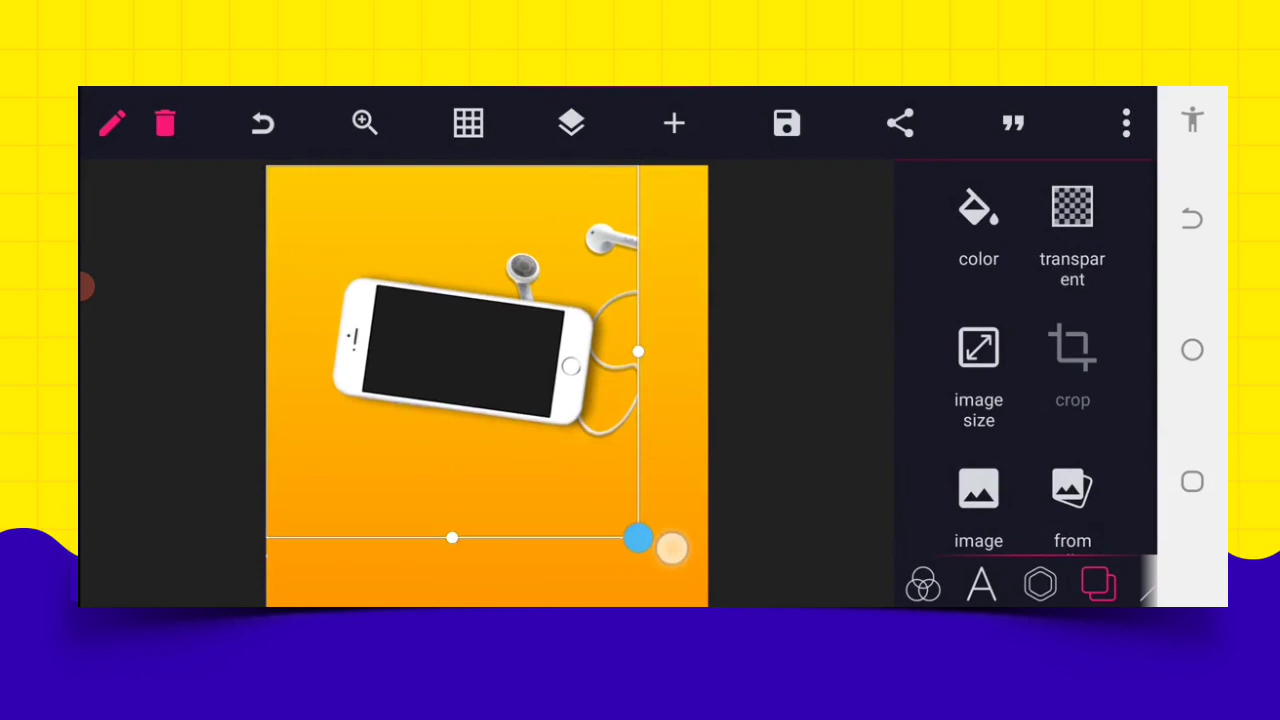 color
transpar
ent
image
size
crop
image
from